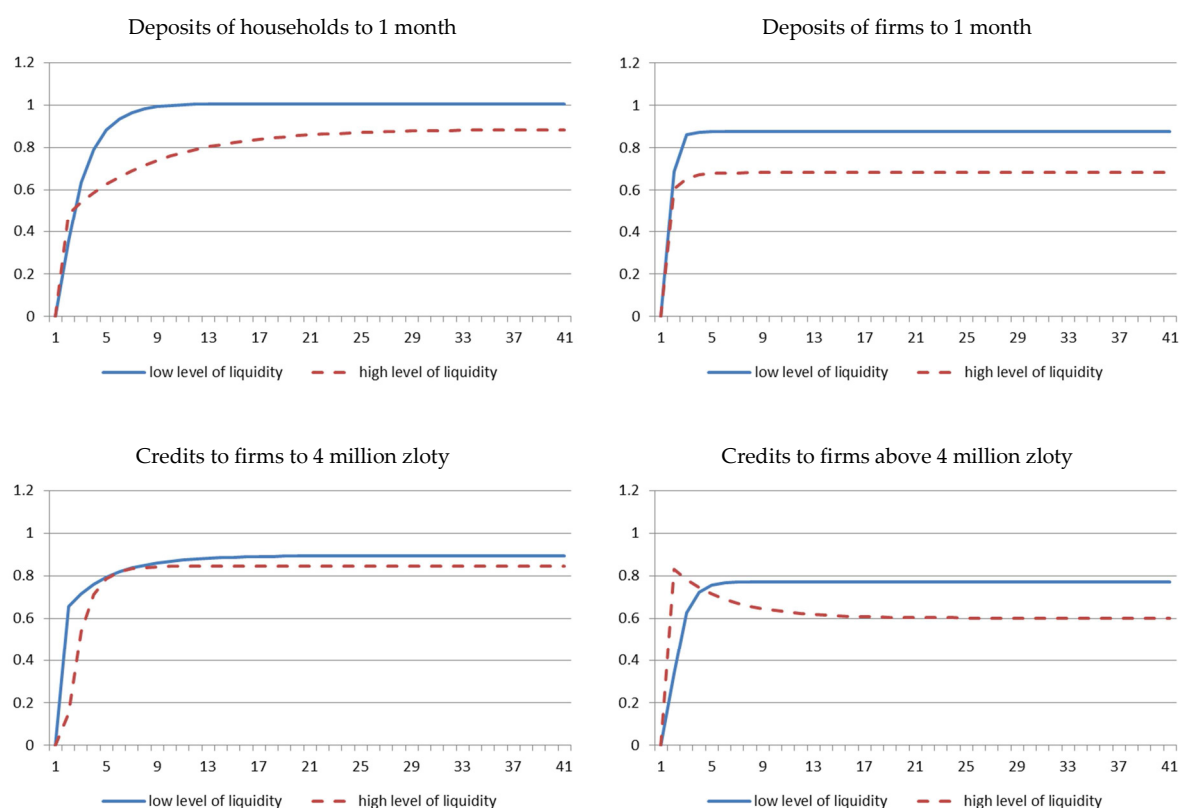 Deposits of households to 1 month
1.2
1
0.8
0.6
0.4
0.2
0
1 5 9 13 17 21 25 29 33 37 41
low level of liquidity high level of liquidity
Deposits of firms to 1 month
1.2
1
0.8
0.6
0.4
0.2
0
1 5 9 13 17 21 25 29 33 37 41
low level of liquidity high level of liquidity
Credits to firms to 4 million zloty
1.2
1
0.8
0.6
0.4
0.2
0
1 5 9 13 17 21 25 29 33 37 41
low level of liquidity high level of liquidity
Credits to firms above 4 million zloty
1.2
1
0.8
0.6
0.4
0.2
0
1 5 9 13 17 21 25 29 33 37 41
low level of liquidity high level of liquidity